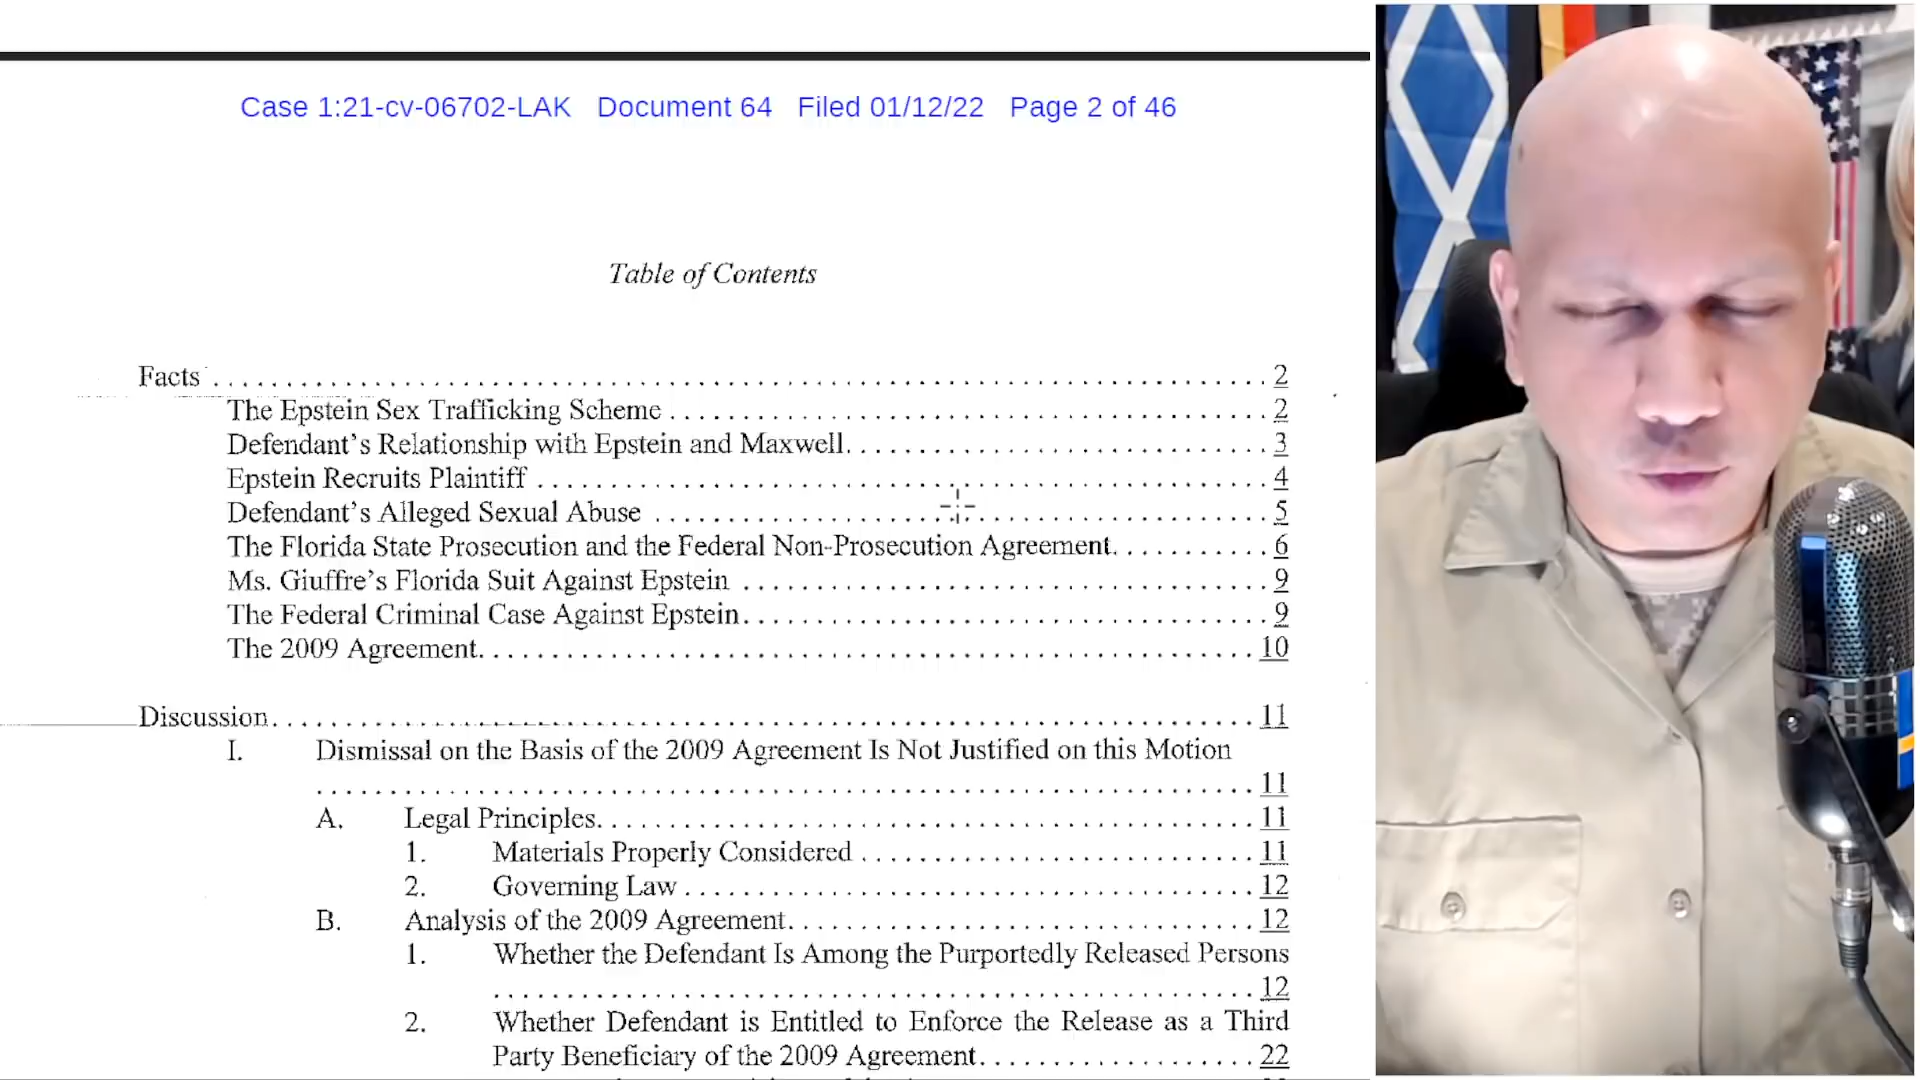 Case 1:21-cv-06702-LAK Document 64 Filed 01/12/22 Page 2 of 46
Table of Contents
Facts . . . . . . . . . . . . . . . . . . . . . . . . . . . . . . . . . . . . . . . . . . . . . . . . . . . . . . . . . . . . 2
The Epstein Sex Trafficking Scheme . . . . . . . . . . . . . . . . . . . . . . . . . . . . . . . . . . 2
Defendant's Relationship with Epstein and Maxwell. . . . . . . . . . . . . . . . . . . . . . . . 3
Epstein Recruits Plaintiff . . . . . . . . . . . . . . . . . . . . . . . . . . . . . . . . . . . . . . . . . 4
Defendant's Alleged Sexual Abuse . . . . . . . . . . . . . . . . . . . . . . . . . . . . . . . . . . . 5
The Florida State Prosecution and the Federal Non-Prosecution Agreement. . . . . . . . . . 6
Ms. Giuffre's Florida Suit Against Epstein . . . . . . . . . . . . . . . . . . . . . . . . . . . . . . 9
The Federal Criminal Case Against Epstein. . . . . . . . . . . . . . . . . . . . . . . . . . . . . . 9
The 2009 Agreement. . . . . . . . . . . . . . . . . . . . . . . . . . . . . . . . . . . . . . . . . . . . 10
Discussion. . . . . . . . . . . . . . . . . . . . . . . . . . . . . . . . . . . . . . . . . . . . . . . . . . . . . . . 11
I. Dismissal on the Basis of the 2009 Agreement Is Not Justified on this Motion
. . . . . . . . . . . . . . . . . . . . . . . . . . . . . . . . . . . . . . . . . . . . . . . . . . . . 11
A. Legal Principles. . . . . . . . . . . . . . . . . . . . . . . . . . . . . . . . . . . . . 11
1. Materials Properly Considered . . . . . . . . . . . . . . . . . . . . . . 11
2. Governing Law . . . . . . . . . . . . . . . . . . . . . . . . . . . . . . . . 12
B. Analysis of the 2009 Agreement. . . . . . . . . . . . . . . . . . . . . . . . . . 12
1. Whether the Defendant Is Among the Purportedly Released Persons
. . . . . . . . . . . . . . . . . . . . . . . . . . . . . . . . . . . . . . . . . . 12
2. Whether Defendant is Entitled to Enforce the Release as a Third
Party Beneficiary of the 2009 Agreement. . . . . . . . . . . . . . . 22